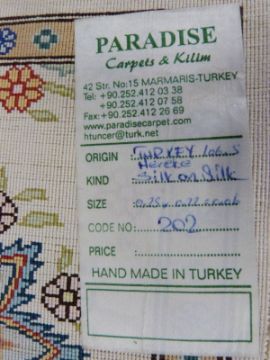 PARADISE
Carpets & Kilim
42 Str. No:15 MARMARIS-TURKEY
Tel:+90.252.412 03 38
+90.252.412 07 58
Fax:+90.252.412 26 69
www.paradisecarpet.com
htuncer@turk.net
ORIGIN : TURKEY
Hereke
KIND : Silk on Silk
SIZE :
CODE NO: 202
PRICE :
HAND MADE IN TURKEY